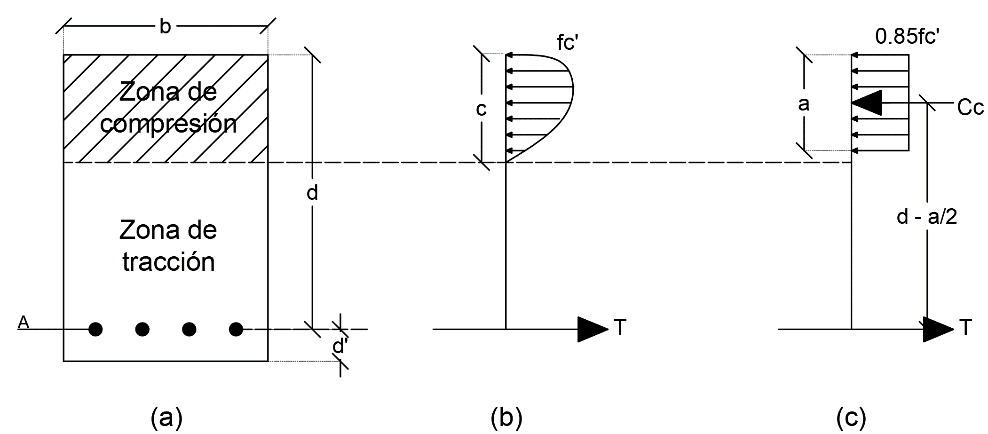 b
Zona de
compresión
Zona de
tracción
A
d
d'
(a)
fc'
c
T
(b)
0.85fc'
a
Cc
d - a/2
T
(c)